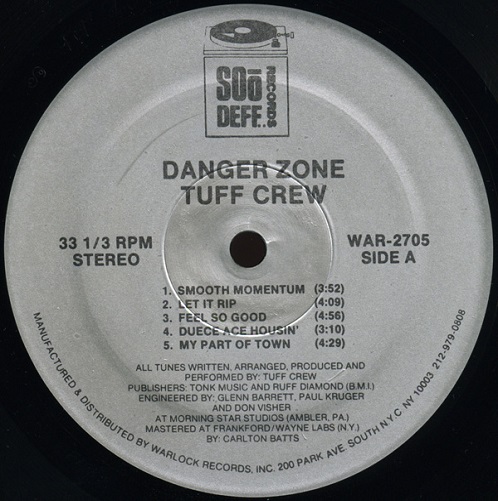 SOō
DEFF..
RECORDS
DANGER ZONE
TUFF CREW
33 1/3 RPM
STEREO
WAR-2705
SIDE A
1. SMOOTH MOMENTUM (3:52)
2. LET IT RIP (4:09)
3. FEEL SO GOOD (4:56)
4. DUECE ACE HOUSIN' (3:10)
5. MY PART OF TOWN (4:29)
ALL TUNES WRITTEN, ARRANGED, PRODUCED AND
PERFORMED BY: TUFF CREW
PUBLISHERS: TONK MUSIC AND RUFF DIAMOND (B.M.I.)
ENGINEERED BY: GLENN BARRETT, PAUL KRUGER
AND DON VISHER
AT MORNING STAR STUDIOS (AMBLER, PA.)
MASTERED AT FRANKFORD/WAYNE LABS (N.Y.)
BY: CARLTON BATTS
MANUFACTURED & DISTRIBUTED BY WARLOCK RECORDS, INC. 200 PARK AVE. SOUTH N.Y.C NY 10003 212-979-0808